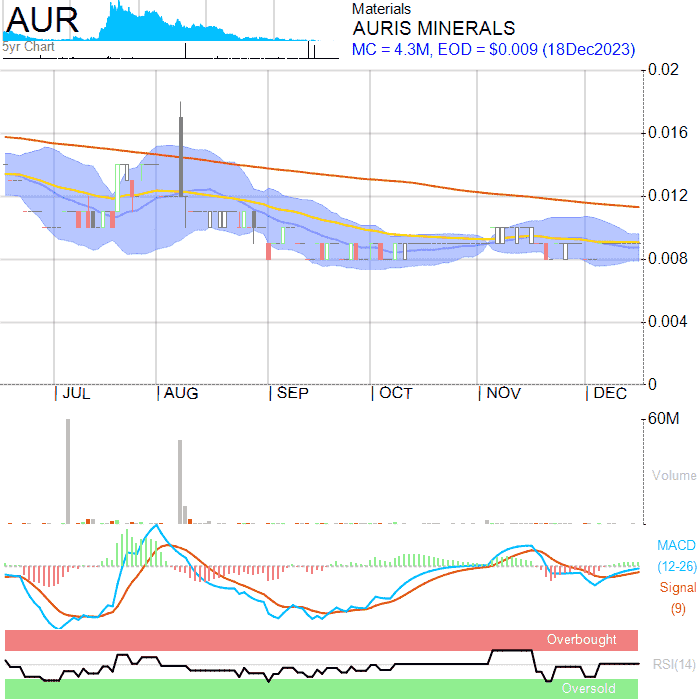 AUR
5yr Chart
Materials
AURIS MINERALS
MC = 4.3M, EOD = $0.009 (18Dec2023)
0.02
0.016
0.012
0.008
0.004
0
JUL AUG SEP OCT NOV DEC
60M
Volume
MACD
(12-26)
Signal
(9)
Overbought
RSI(14)
Oversold